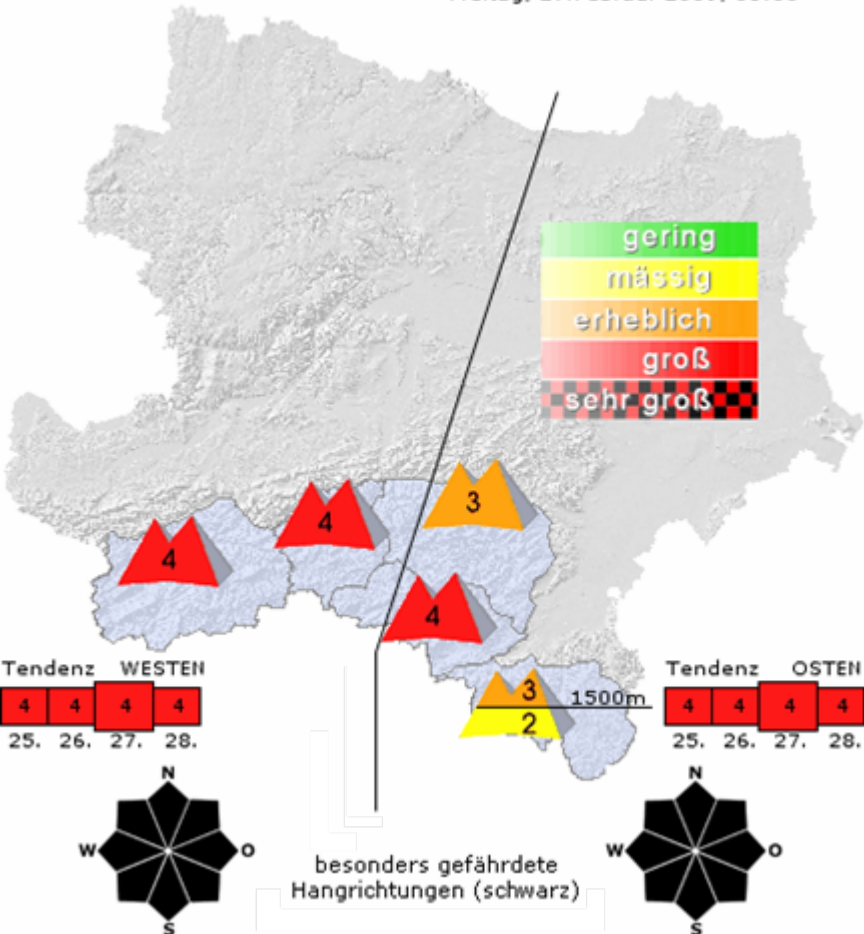 gering
mässig
erheblich
groß
sehr groß
3
4
4
4
Tendenz WESTEN
4 4 4 4
25. 26. 27. 28.
3
1500m
2
Tendenz OSTEN
4 4 4 4
25. 26. 27. 28.
N
W O
S
besonders gefährdete
Hangrichtungen (schwarz)
N
W O
S